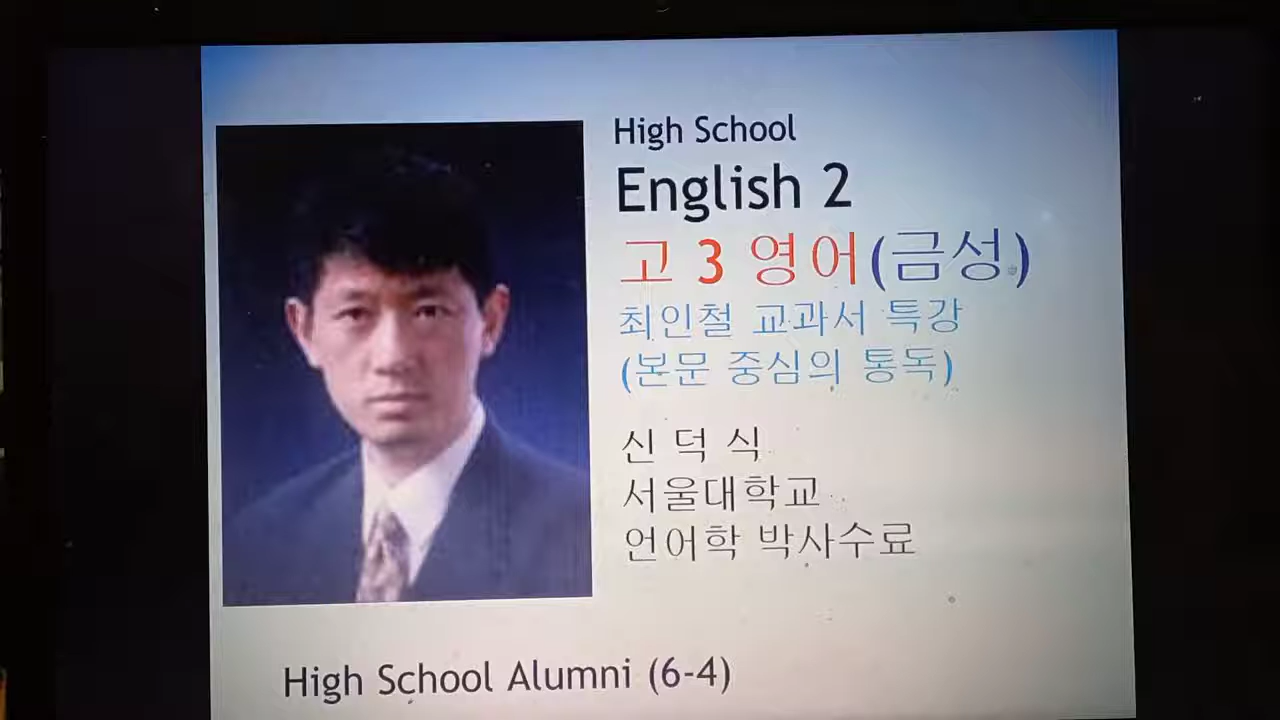 High School
English 2
고 3 영어(금성)
최인철 교과서 특강
(본문 중심의 통독)
신 덕 식
서울대학교
언어학 박사수료
High School Alumni (6-4)